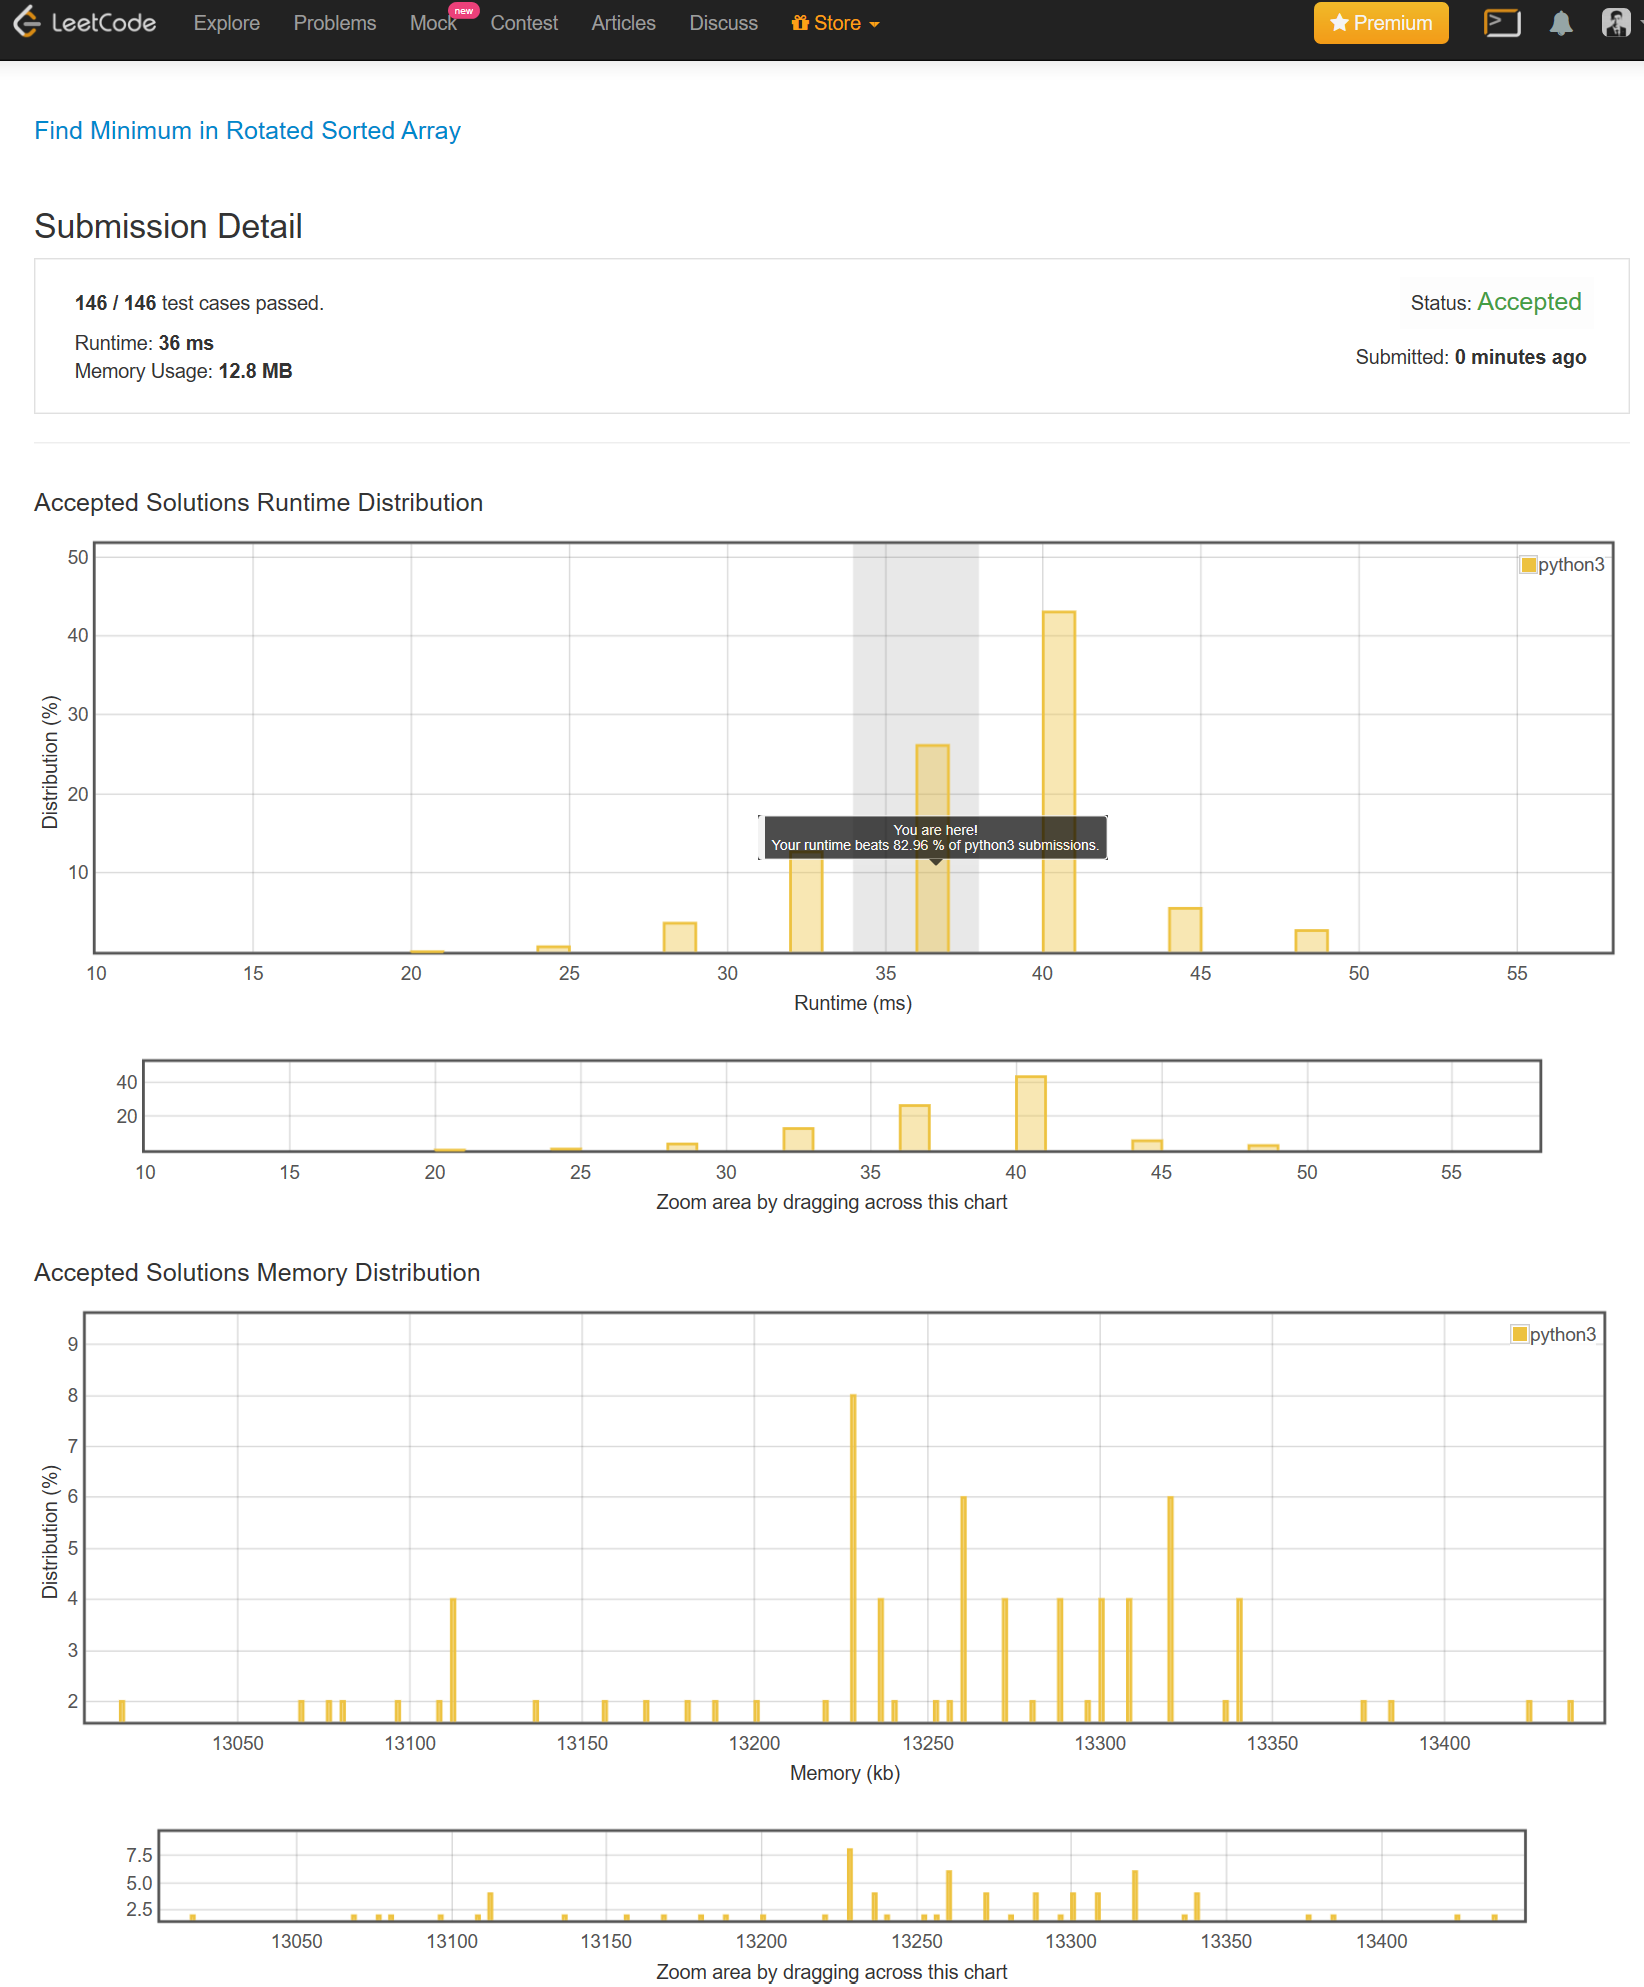 LeetCode
Explore
Problems
Mock
new
Contest
Articles
Discuss
Store
Premium
Find Minimum in Rotated Sorted Array
Submission Detail
146 / 146 test cases passed.
Status: Accepted
Runtime: 36 ms
Submitted: 0 minutes ago
Memory Usage: 12.8 MB
Accepted Solutions Runtime Distribution
50
40
30
20
10
Distribution (%)
python3
You are here!
Your runtime beats 82.96 % of python3 submissions.
10 15 20 25 30 35 40 45 50 55
Runtime (ms)
40
20
10 15 20 25 30 35 40 45 50 55
Zoom area by dragging across this chart
Accepted Solutions Memory Distribution
9
8
7
6
5
4
3
2
Distribution (%)
python3
13050 13100 13150 13200 13250 13300 13350 13400
Memory (kb)
7.5
5.0
2.5
13050 13100 13150 13200 13250 13300 13350 13400
Zoom area by dragging across this chart